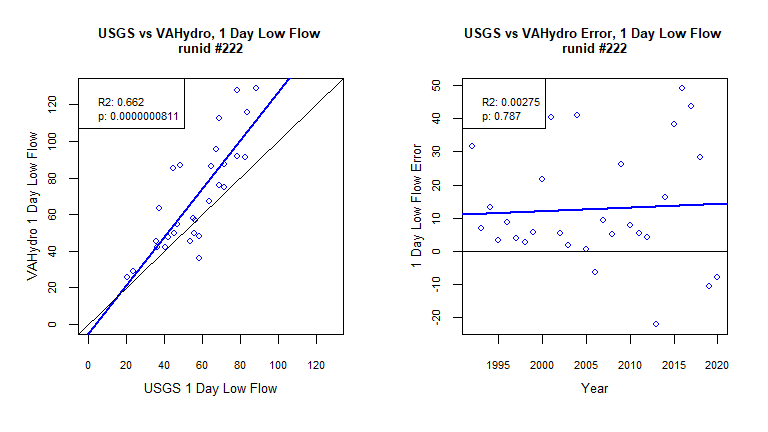 USGS vs VAHydro, 1 Day Low Flow
runid #222
R2: 0.662
p: 0.0000000811
120
100
80
60
40
20
0
VAHydro 1 Day Low Flow
0 20 40 60 80 100 120
USGS 1 Day Low Flow
USGS vs VAHydro Error, 1 Day Low Flow
runid #222
R2: 0.00275
p: 0.787
50
40
30
20
10
0
-10
-20
1 Day Low Flow Error
1995 2000 2005 2010 2015 2020
Year